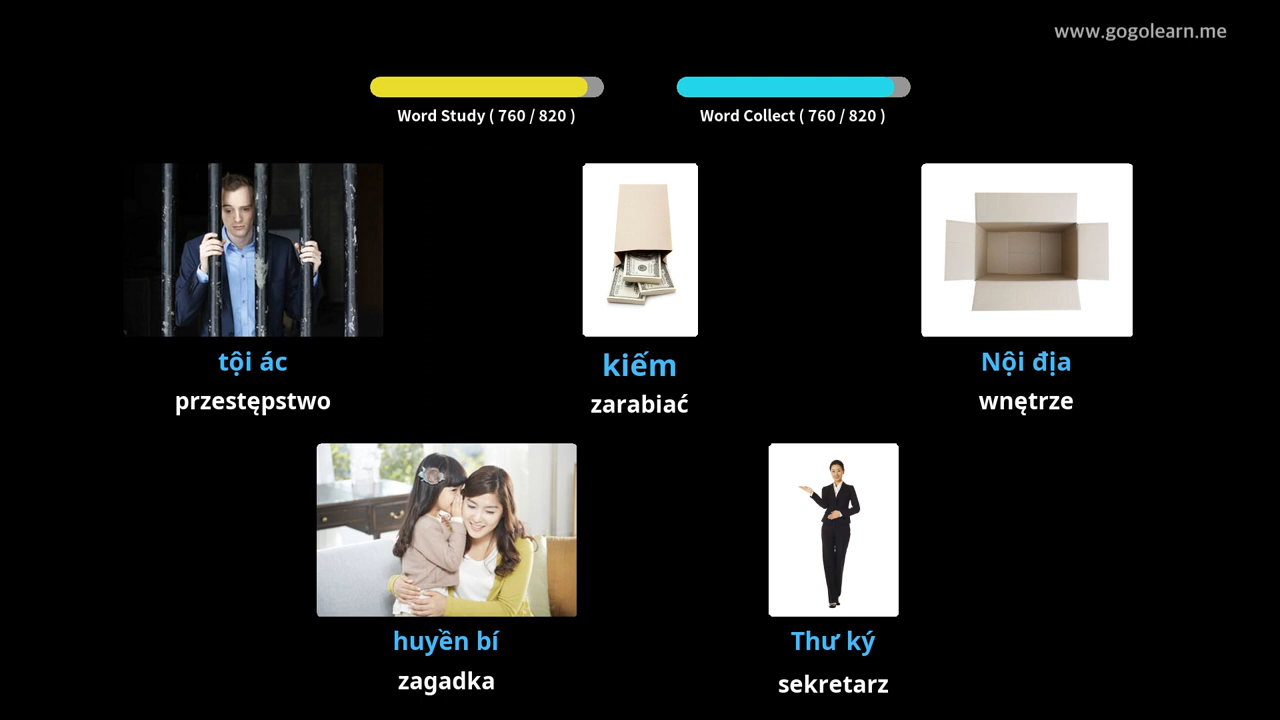 www.gogolearn.me
Word Study ( 760 / 820 )
Word Collect ( 760 / 820 )
tội ác
przestępstwo
kiếm
zarabiać
Nội địa
wnętrze
huyền bí
zagadka
Thư ký
sekretarz